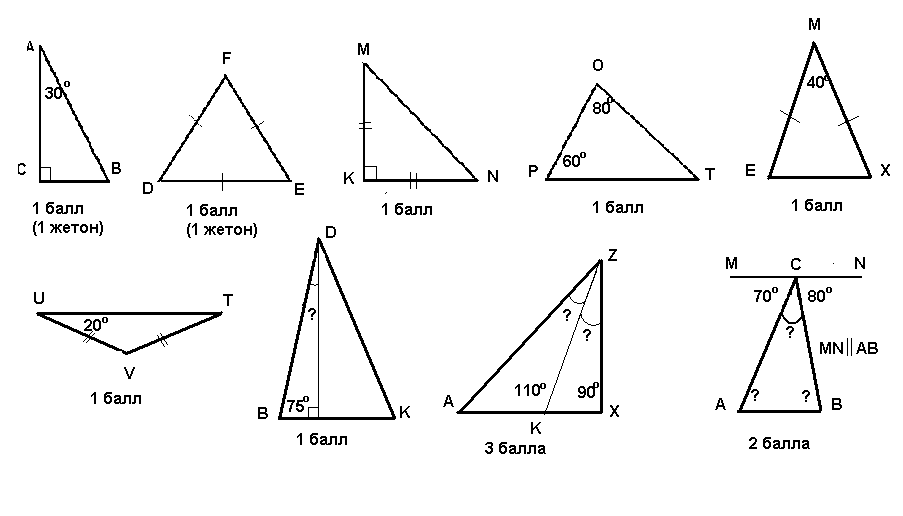 A
30°
C
B
1 балл
(1 жетон)
F
D
E
1 балл
(1 жетон)
M
K
N
1 балл
O
80°
60°
P
T
1 балл
M
40°
E
X
1 балл
U
T
20°
V
1 балл
D
?
B
75°
K
1 балл
Z
?
?
110°
90°
A
X
K
3 балла
M C N
70° 80°
?
MN||AB
? ?
A B
2 балла